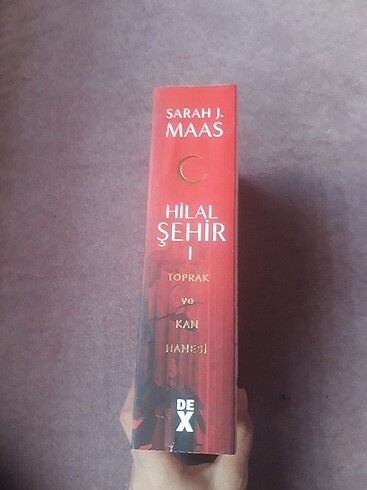 SARAH J.
MAAS
HİLAL
ŞEHİR
I
TOPRAK
ve
KAN
HANESİ
DE
X